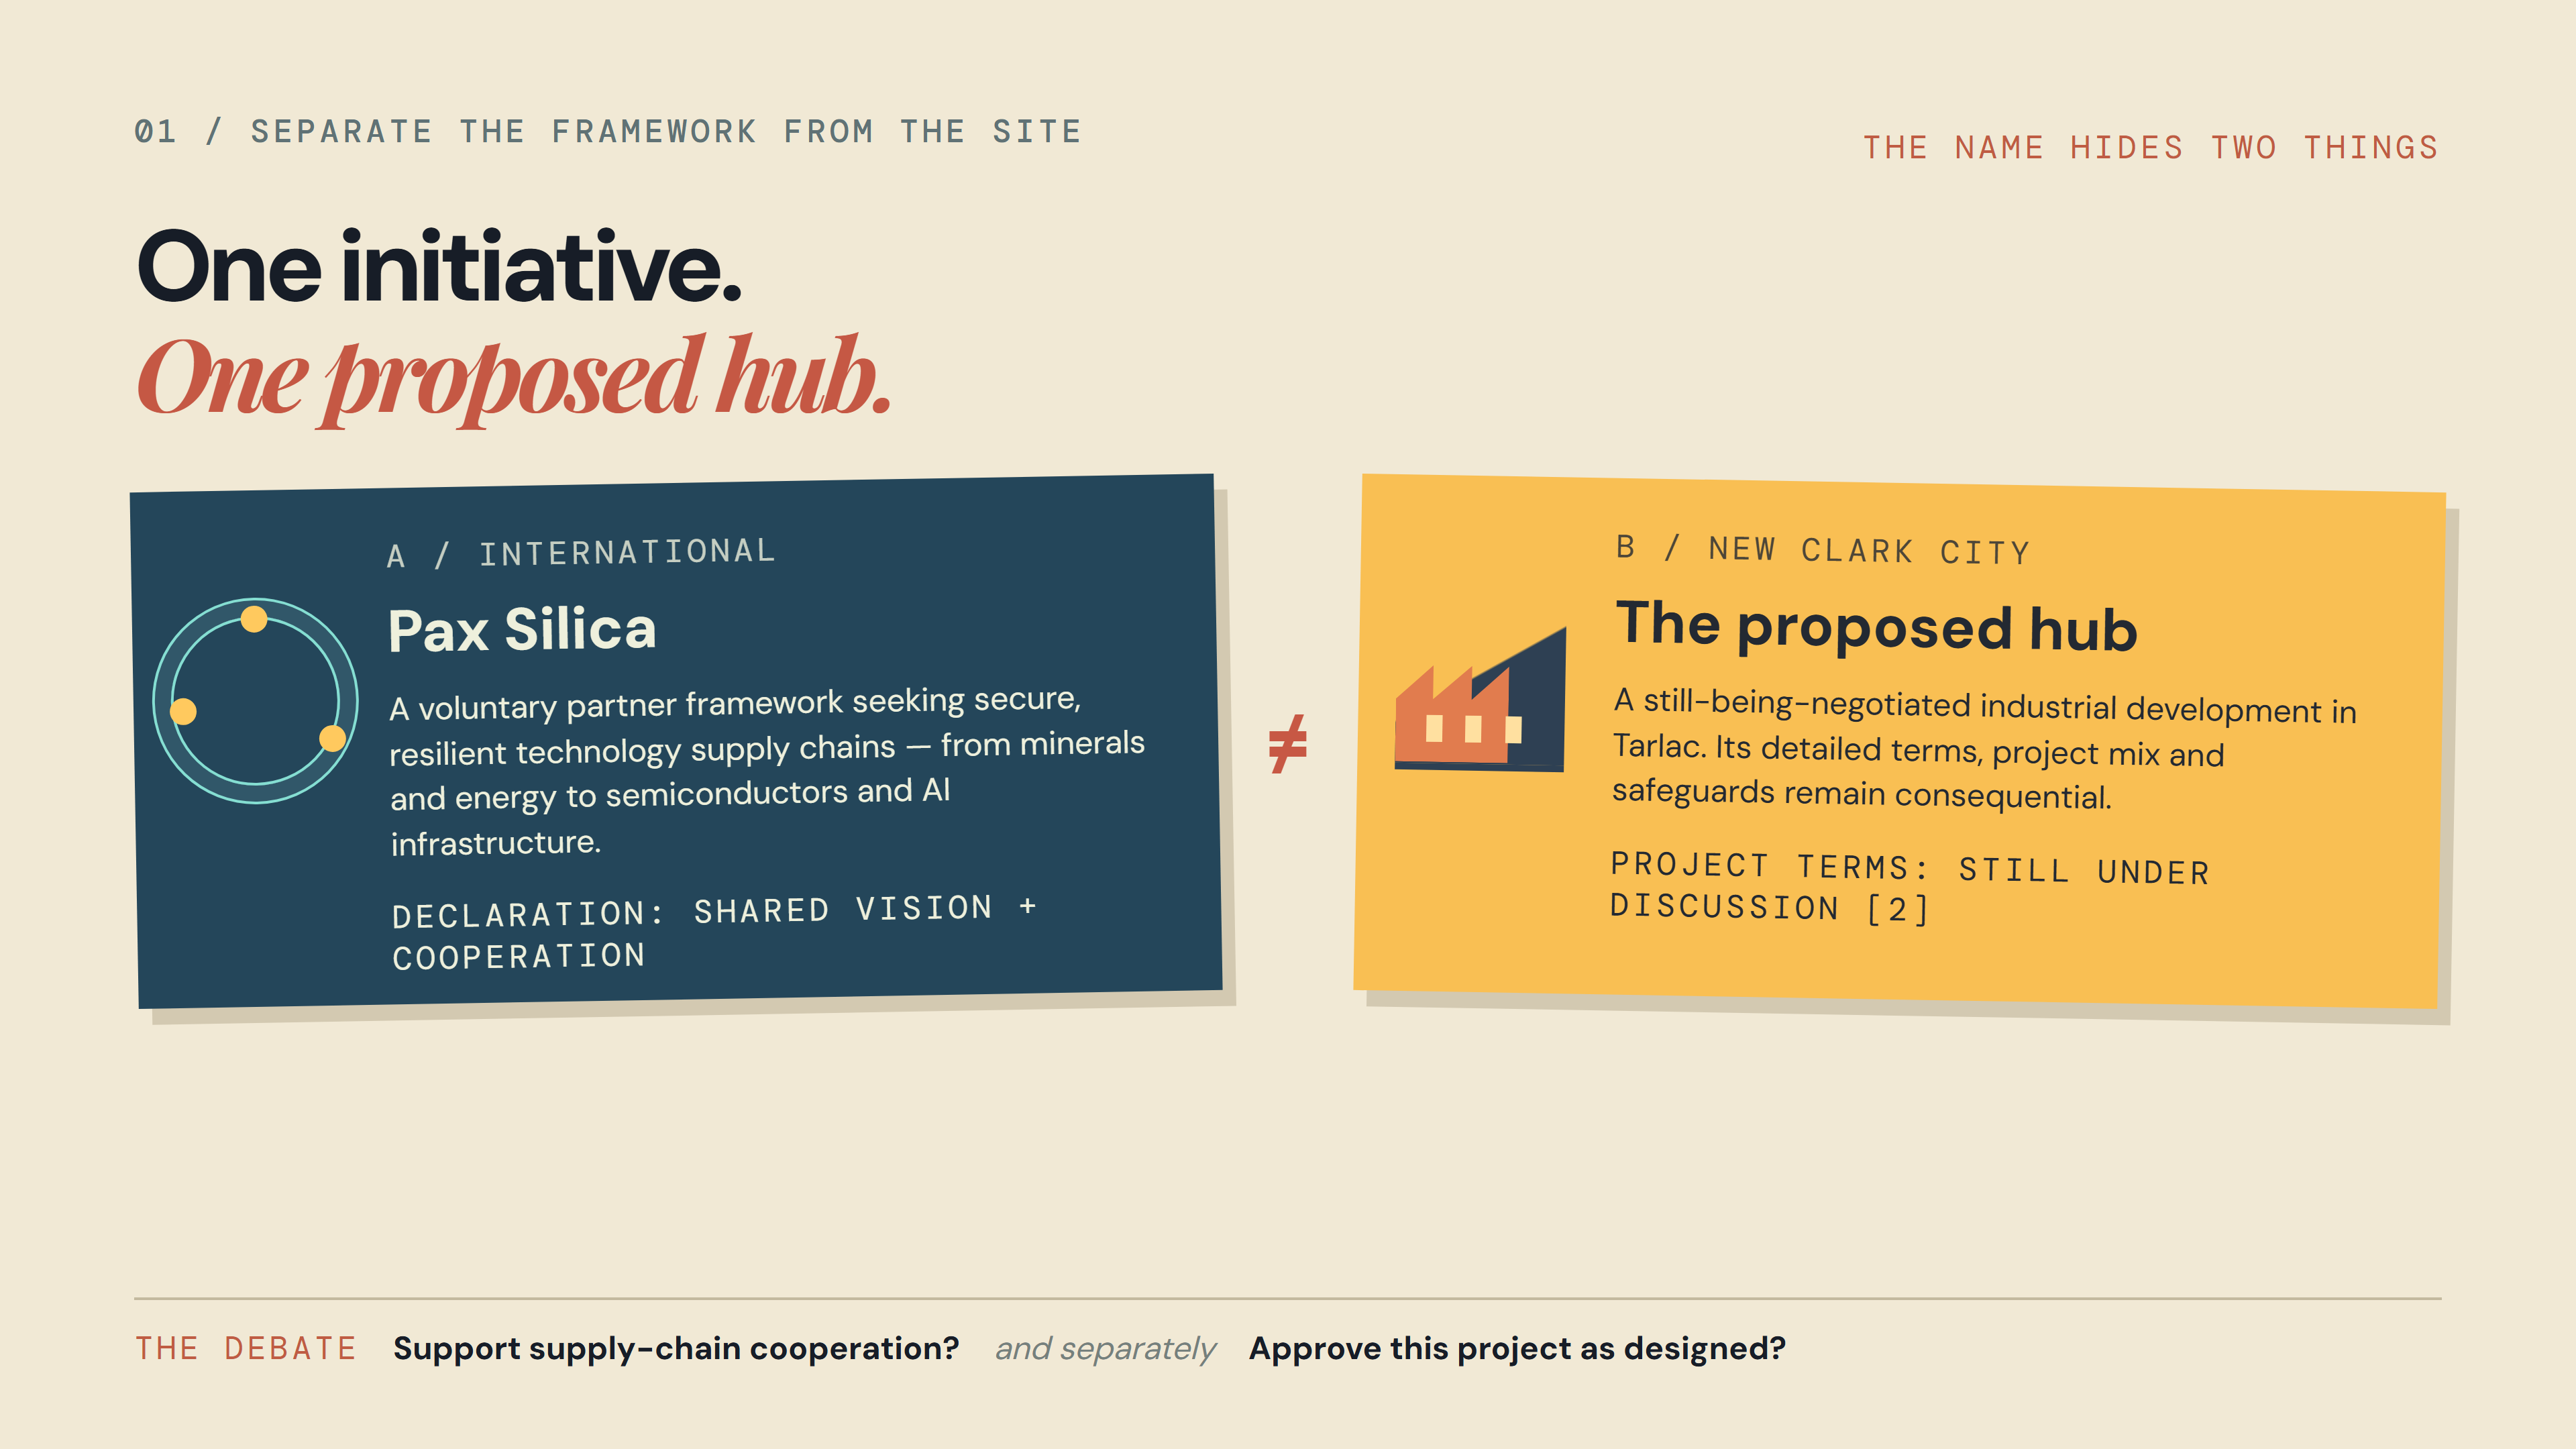 01 / SEPARATE THE FRAMEWORK FROM THE SITE
THE NAME HIDES TWO THINGS
One initiative.
One proposed hub.
A / INTERNATIONAL
Pax Silica
A voluntary partner framework seeking secure,
resilient technology supply chains — from minerals
and energy to semiconductors and AI
infrastructure.
DECLARATION: SHARED VISION +
COOPERATION
≠
B / NEW CLARK CITY
The proposed hub
A still-being-negotiated industrial development in
Tarlac. Its detailed terms, project mix and
safeguards remain consequential.
PROJECT TERMS: STILL UNDER
DISCUSSION [2]
THE DEBATE Support supply-chain cooperation? and separately Approve this project as designed?